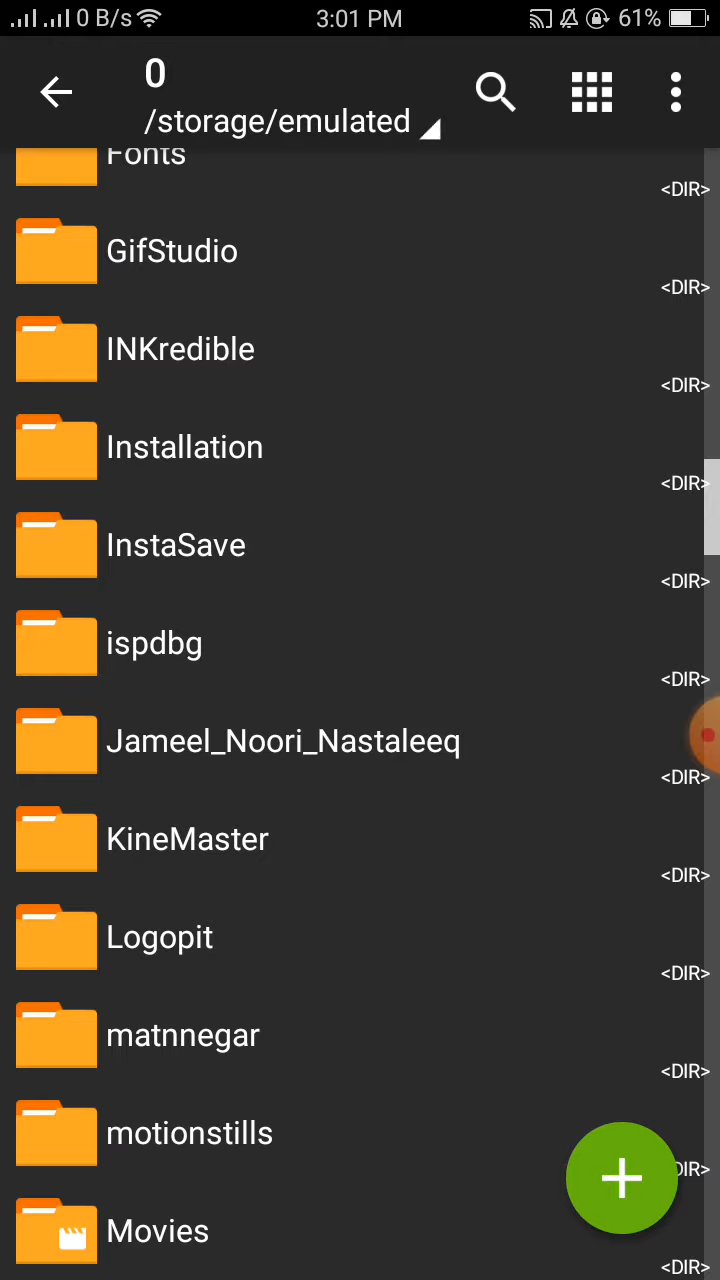 0 B/s
3:01 PM
61%
0
/storage/emulated
Fonts
<DIR>
GifStudio
<DIR>
INKredible
<DIR>
Installation
<DIR>
InstaSave
<DIR>
ispdbg
<DIR>
Jameel_Noori_Nastaleeq
<DIR>
KineMaster
<DIR>
Logopit
<DIR>
matnnegar
<DIR>
motionstills
DIR>
Movies
<DIR>